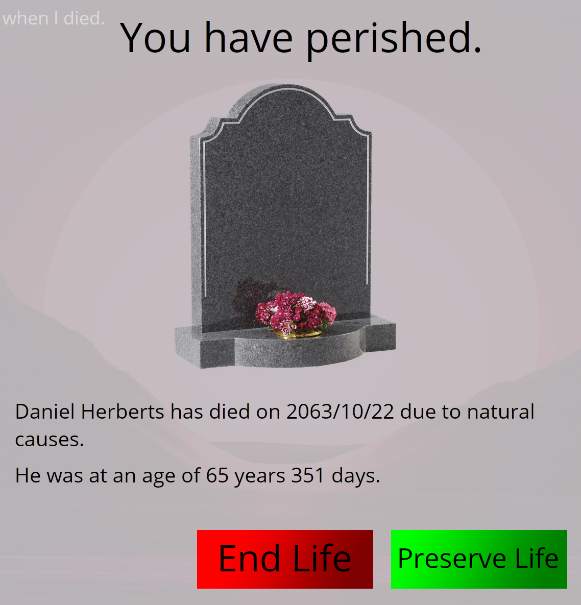 when I died.
You have perished.
Daniel Herberts has died on 2063/10/22 due to natural
causes.
He was at an age of 65 years 351 days.
End Life
Preserve Life